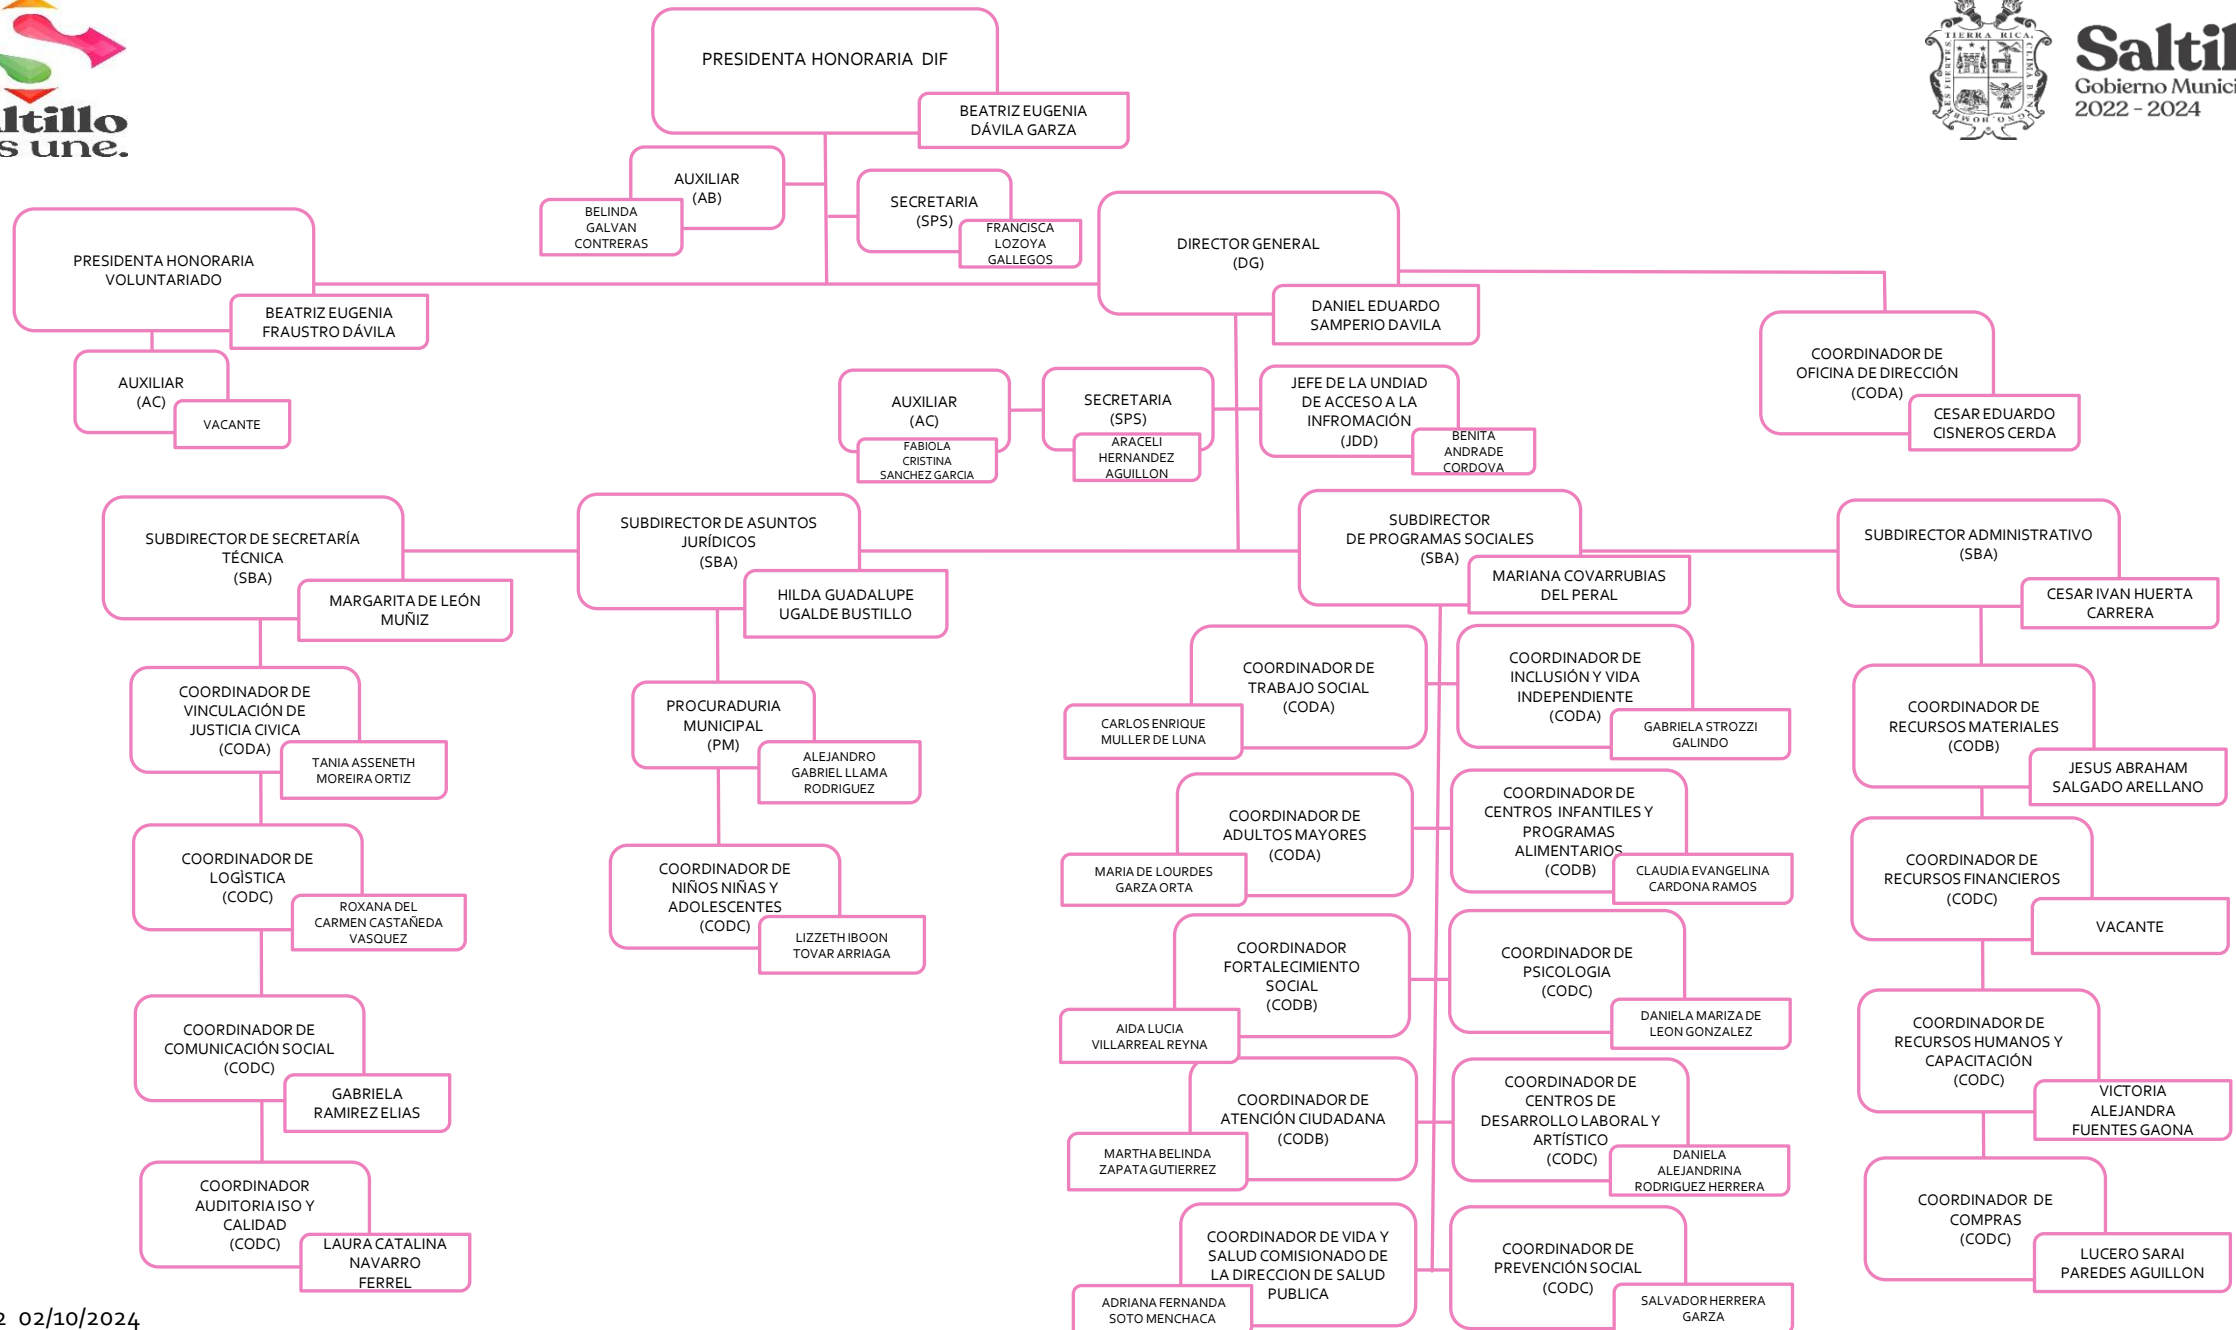 PRESIDENTA HONORARIA DIF
BEATRIZ EUGENIA
DÁVILA GARZA
Saltil
Gobierno Munici
2022 - 2024
TIERRA RICA.
ltillo
s une.
AUXILIAR
(AB)
BELINDA
GALVAN
CONTRERAS
SECRETARIA
(SPS)
FRANCISCA
LOZOYA
GALLEGOS
PRESIDENTA HONORARIA
VOLUNTARIADO
BEATRIZ EUGENIA
FRAUSTRO DÁVILA
AUXILIAR
(AC)
VACANTE
DIRECTOR GENERAL
(DG)
DANIEL EDUARDO
SAMPERIO DAVILA
COORDINADOR DE
OFICINA DE DIRECCIÓN
(CODA)
CESAR EDUARDO
CISNEROS CERDA
AUXILIAR
(AC)
FABIOLA
CRISTINA
SANCHEZ GARCIA
SECRETARIA
(SPS)
ARACELI
HERNANDEZ
AGUILLON
JEFE DE LA UNDIAD
DE ACCESO A LA
INFROMACIÓN
(JDD)
BENITA
ANDRADE
CORDOVA
SUBDIRECTOR DE SECRETARÍA
TÉCNICA
(SBA)
MARGARITA DE LEÓN
MUÑIZ
SUBDIRECTOR DE ASUNTOS
JURÍDICOS
(SBA)
HILDA GUADALUPE
UGALDE BUSTILLO
SUBDIRECTOR
DE PROGRAMAS SOCIALES
(SBA)
MARIANA COVARRUBIAS
DEL PERAL
SUBDIRECTOR ADMINISTRATIVO
(SBA)
CESAR IVAN HUERTA
CARRERA
COORDINADOR DE
VINCULACIÓN DE
JUSTICIA CIVICA
(CODA)
TANIA ASSENETH
MOREIRA ORTIZ
COORDINADOR DE
LOGÌSTICA
(CODC)
ROXANA DEL
CARMEN CASTAÑEDA
VASQUEZ
COORDINADOR DE
COMUNICACIÓN SOCIAL
(CODC)
GABRIELA
RAMIREZ ELIAS
COORDINADOR
AUDITORIA ISO Y
CALIDAD
(CODC)
LAURA CATALINA
NAVARRO
FERREL
PROCURADURIA
MUNICIPAL
(PM)
ALEJANDRO
GABRIEL LLAMA
RODRIGUEZ
COORDINADOR DE
NIÑOS NIÑAS Y
ADOLESCENTES
(CODC)
LIZZETH IBOON
TOVAR ARRIAGA
COORDINADOR DE
TRABAJO SOCIAL
(CODA)
CARLOS ENRIQUE
MULLER DE LUNA
COORDINADOR DE
INCLUSIÓN Y VIDA
INDEPENDIENTE
(CODA)
GABRIELA STROZZI
GALINDO
COORDINADOR DE
ADULTOS MAYORES
(CODA)
MARIA DE LOURDES
GARZA ORTA
COORDINADOR DE
CENTROS INFANTILES Y
PROGRAMAS
ALIMENTARIOS
(CODB)
CLAUDIA EVANGELINA
CARDONA RAMOS
COORDINADOR
FORTALECIMIENTO
SOCIAL
(CODB)
AIDA LUCIA
VILLARREAL REYNA
COORDINADOR DE
PSICOLOGIA
(CODC)
DANIELA MARIZA DE
LEON GONZALEZ
COORDINADOR DE
ATENCIÓN CIUDADANA
(CODB)
MARTHA BELINDA
ZAPATA GUTIERREZ
COORDINADOR DE
CENTROS DE
DESARROLLO LABORAL Y
ARTÍSTICO
(CODC)
DANIELA
ALEJANDRINA
RODRIGUEZ HERRERA
COORDINADOR DE VIDA Y
SALUD COMISIONADO DE
LA DIRECCION DE SALUD
PUBLICA
ADRIANA FERNANDA
SOTO MENCHACA
COORDINADOR DE
PREVENCIÓN SOCIAL
(CODC)
SALVADOR HERRERA
GARZA
COORDINADOR DE
RECURSOS MATERIALES
(CODB)
JESUS ABRAHAM
SALGADO ARELLANO
COORDINADOR DE
RECURSOS FINANCIEROS
(CODC)
VACANTE
COORDINADOR DE
RECURSOS HUMANOS Y
CAPACITACIÓN
(CODC)
VICTORIA
ALEJANDRA
FUENTES GAONA
COORDINADOR DE
COMPRAS
(CODC)
LUCERO SARAI
PAREDES AGUILLON
2 02/10/2024